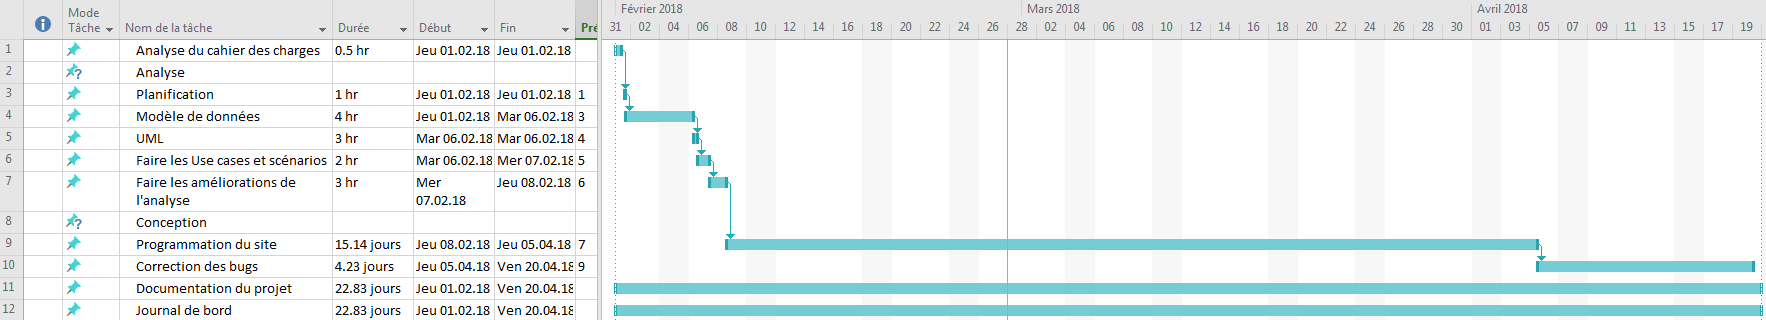 Février 2018 Mars 2018 Avril 2018
Mode Tâche Nom de la tâche Durée Début Fin Pré
31 02 04 06 08 10 12 14 16 18 20 22 24 26 28 02 04 06 08 10 12 14 16 18 20 22 24 26 28 30 01 03 05 07 09 11 13 15 17 19
1 Analyse du cahier des charges 0.5 hr Jeu 01.02.18 Jeu 01.02.18
2 Analyse
3 Planification 1 hr Jeu 01.02.18 Jeu 01.02.18 1
4 Modèle de données 4 hr Jeu 01.02.18 Mar 06.02.18 3
5 UML 3 hr Mar 06.02.18 Mar 06.02.18 4
6 Faire les Use cases et scénarios 2 hr Mar 06.02.18 Mer 07.02.18 5
7 Faire les améliorations de l'analyse 3 hr Mer 07.02.18 Jeu 08.02.18 6
8 Conception
9 Programmation du site 15.14 jours Jeu 08.02.18 Jeu 05.04.18 7
10 Correction des bugs 4.23 jours Jeu 05.04.18 Ven 20.04.18 9
11 Documentation du projet 22.83 jours Jeu 01.02.18 Ven 20.04.18
12 Journal de bord 22.83 jours Jeu 01.02.18 Ven 20.04.18